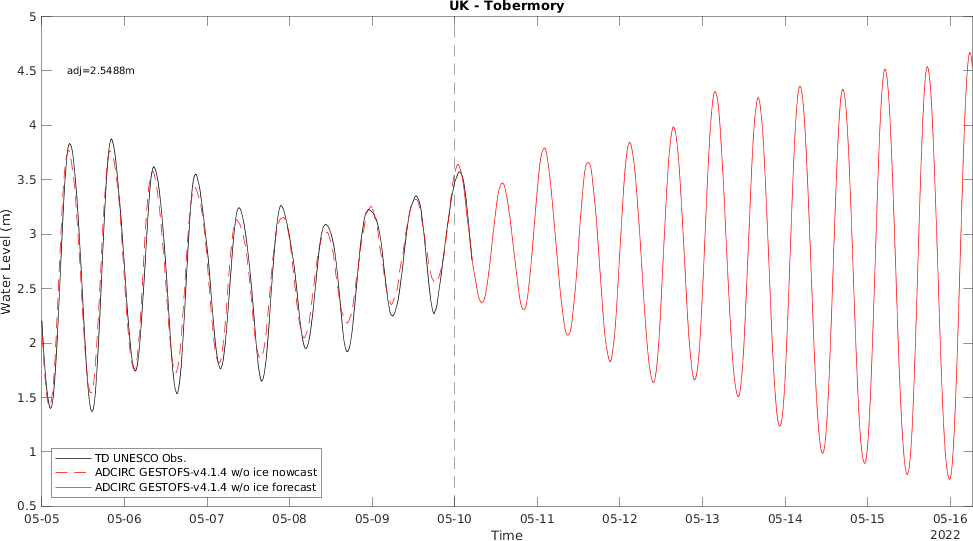 UK - Tobermory
5
4.5
4
3.5
3
2.5
2
1.5
1
0.5
Water Level (m)
adj=2.5488m
TD UNESCO Obs.
ADCIRC GESTOFS-v4.1.4 w/o ice nowcast
ADCIRC GESTOFS-v4.1.4 w/o ice forecast
05-05 05-06 05-07 05-08 05-09 05-10 05-11 05-12 05-13 05-14 05-15 05-16
Time
2022